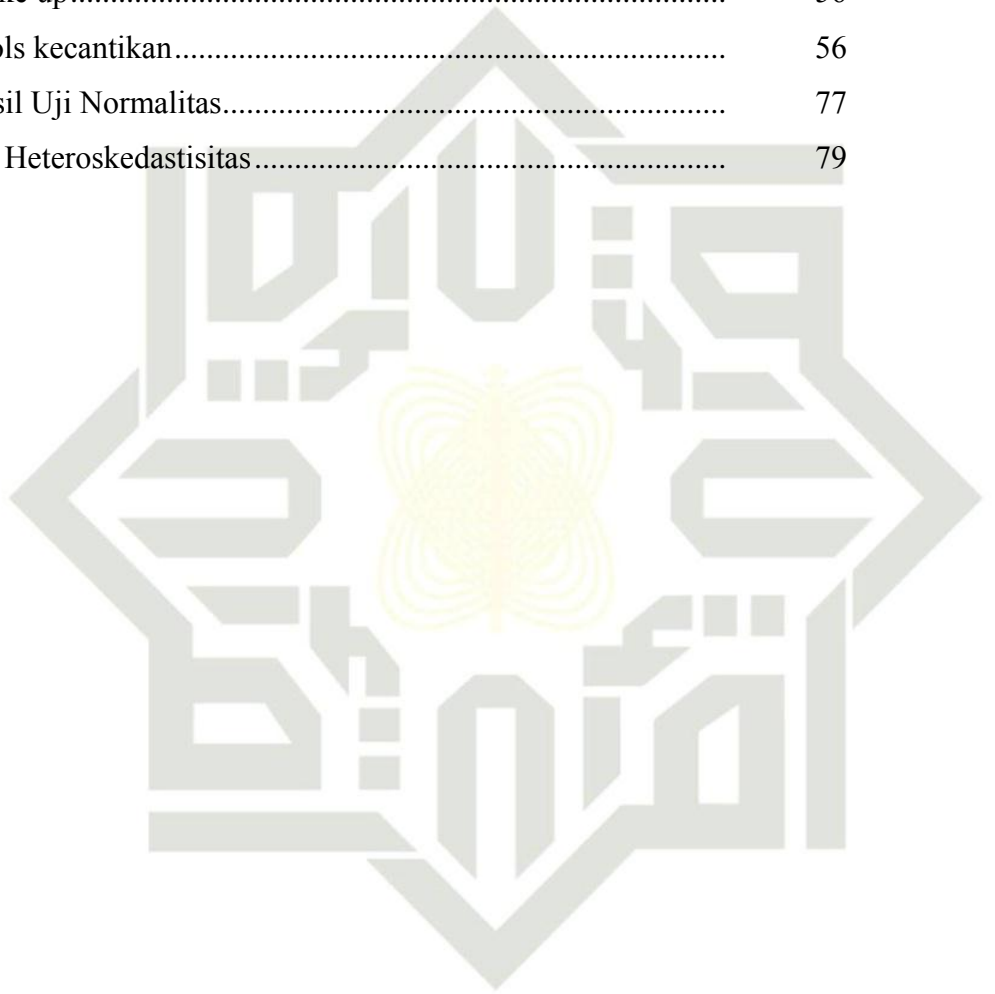 ols kecantikan........................................................................ 56
sil Uji Normalitas.................................................................. 77
Heteroskedastisitas.............................................................. 79